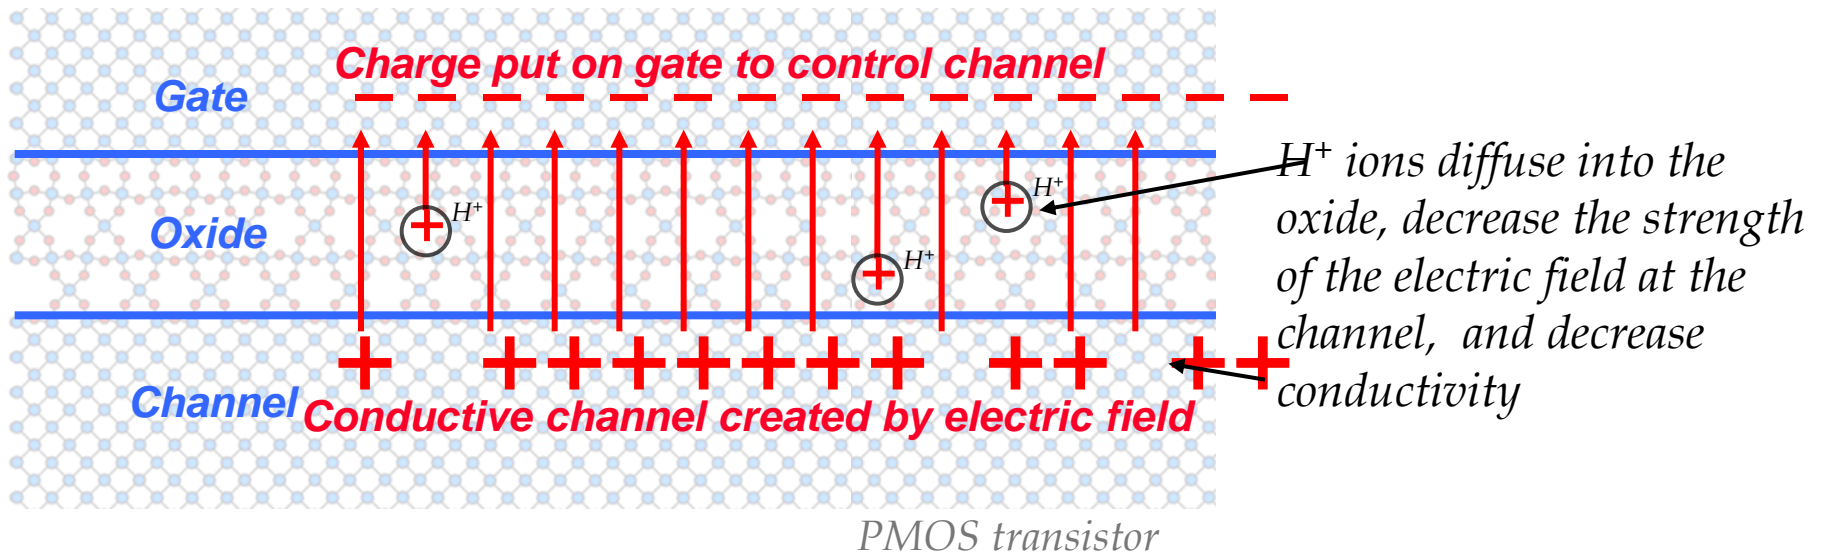 Charge put on gate to control channel
Gate
H⁺ ions diffuse into the
oxide, decrease the strength
of the electric field at the
channel,  and decrease
conductivity
H⁺
H⁺
H⁺
Oxide
Channel
Conductive channel created by electric field
PMOS transistor